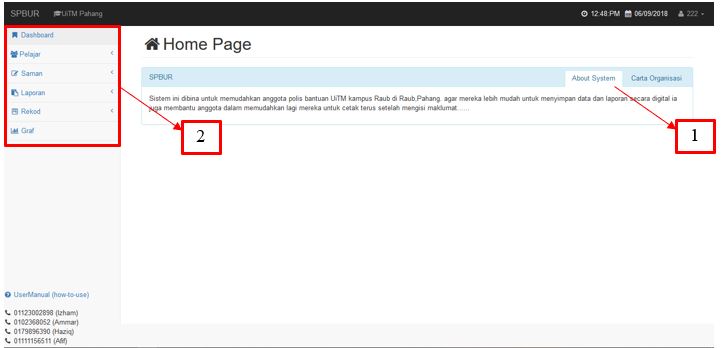 SPBUR UiTM Pahang 12:48:PM 06/09/2018 222
Dashboard
Pelajar
Saman
Laporan
Rekod
Graf
Home Page
SPBUR About System Carta Organisasi
Sistem ini dibina untuk memudahkan anggota polis bantuan UiTM kampus Raub di Raub,Pahang. agar mereka lebih mudah untuk menyimpan data dan laporan secara digital ia
juga membantu anggota dalam memudahkan lagi mereka untuk cetak terus setelah mengisi maklumat......
2
1
UserManual (how-to-use)
01123002898 (Izham)
0102368052 (Ammar)
0179896390 (Haziq)
01111156511 (Afif)